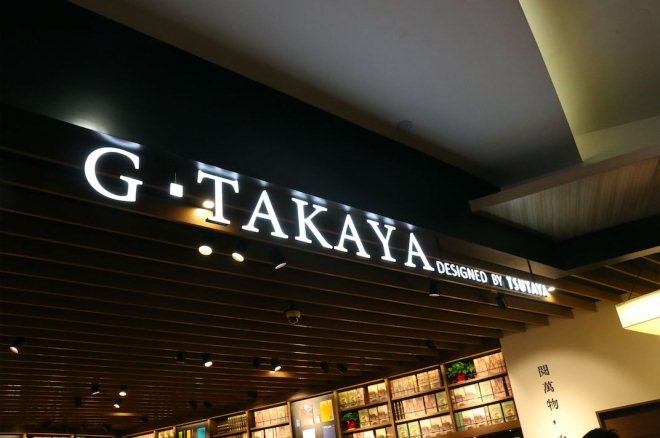 G·TAKAYA DESIGNED BY TSUTAYA
閱萬物，